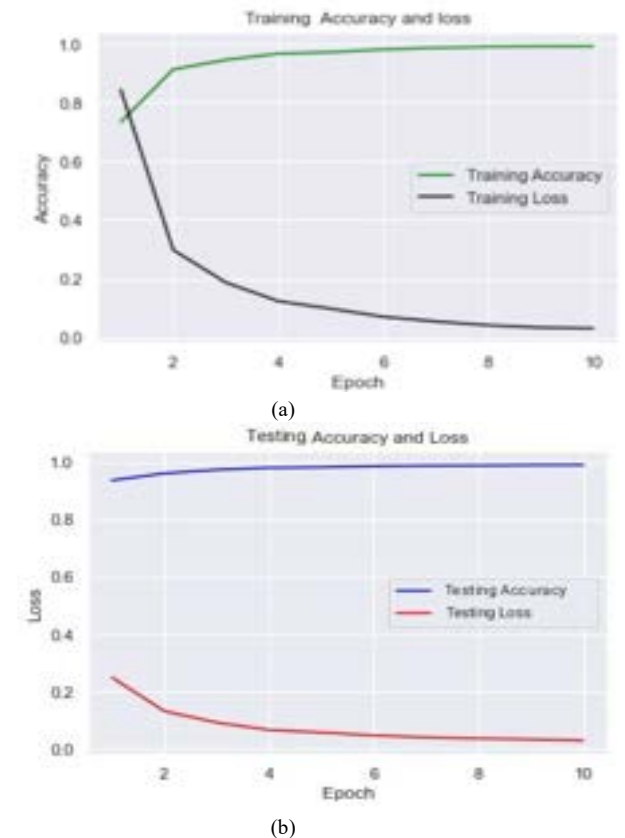 Training Accuracy and loss
1.0
0.8
0.6
0.4
0.2
0.0
Accuracy
Training Accuracy
Training Loss
2 4 6 8 10
Epoch
(a)
Testing Accuracy and Loss
1.0
0.8
0.6
0.4
0.2
0.0
Loss
Testing Accuracy
Testing Loss
2 4 6 8 10
Epoch
(b)